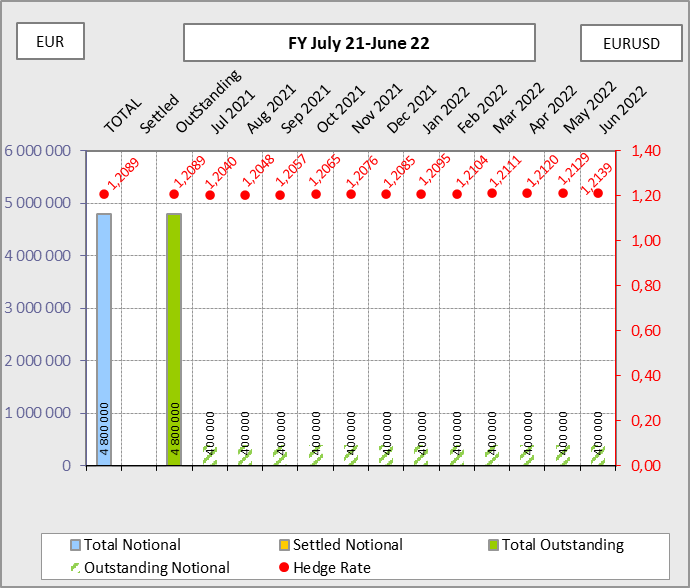 EUR
FY July 21-June 22
EURUSD
TOTAL
Settled
OutStanding
Jul 2021
Aug 2021
Sep 2021
Oct 2021
Nov 2021
Dec 2021
Jan 2022
Feb 2022
Mar 2022
Apr 2022
May 2022
Jun 2022
6 000 000
5 000 000
4 000 000
3 000 000
2 000 000
1 000 000
0
1,2089
1,2089
1,2040
1,2048
1,2057
1,2065
1,2076
1,2085
1,2095
1,2104
1,2111
1,2120
1,2129
1,2139
4 800 000
4 800 000
400 000
400 000
400 000
400 000
400 000
400 000
400 000
400 000
400 000
400 000
400 000
400 000
1,40
1,20
1,00
0,80
0,60
0,40
0,20
0,00
Total Notional
Settled Notional
Total Outstanding
Outstanding Notional
Hedge Rate